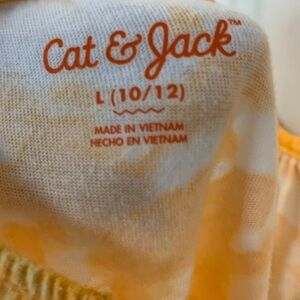 Cat & Jack™
L (10/12)
MADE IN VIETNAM
HECHO EN VIETNAM